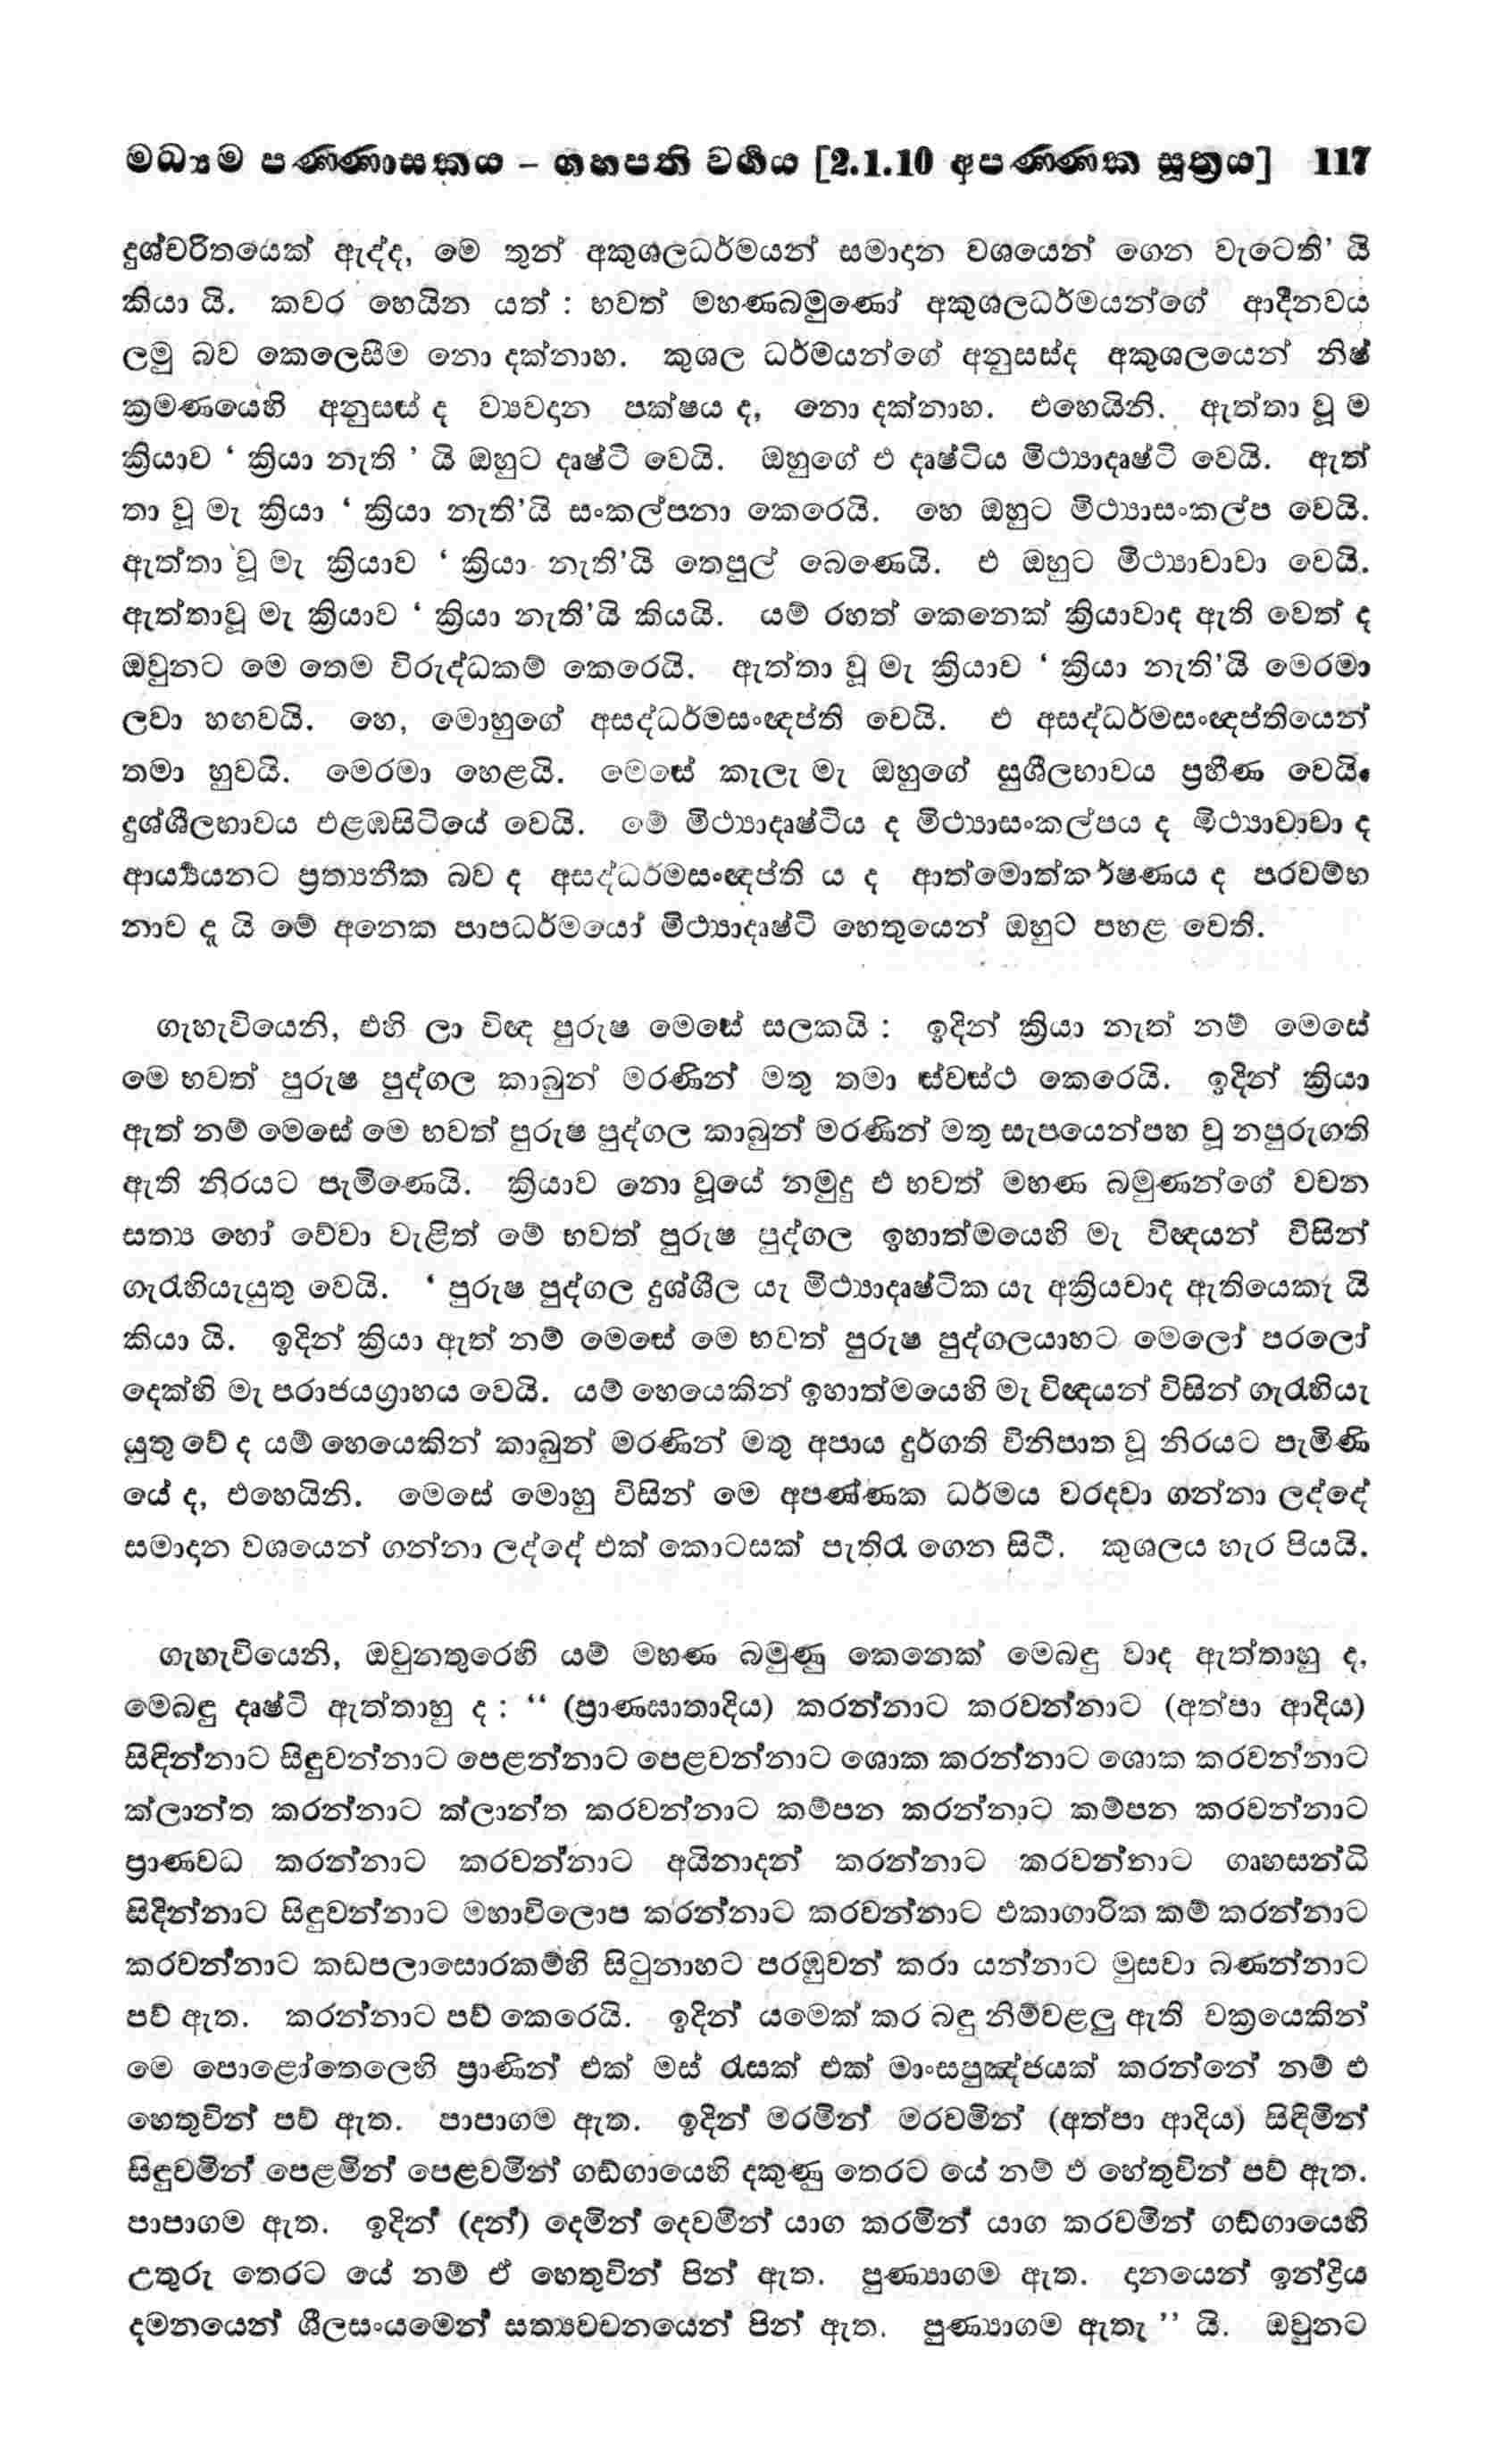 මධ්‍යම පණ්ණාසකය – ගහපති වර්ගය [2.1.10 අපණ්ණක සූත්‍රය] 117
දුශ්චරිතයෙක් ඇද්ද, මෙ තුන් අකුශලධර්මයන් සමාදාන වශයෙන් ගෙන වැටෙති’ යි
කියා යි. කවර හෙයින යත් : භවත් මහණබමුණෝ අකුශලධර්මයන්ගේ ආදීනවය
ලමු බව කෙලෙසීම නො දක්නාහ. කුශල ධර්මයන්ගේ අනුසස්ද අකුශලයෙන් නිෂ්
ක්‍රමණයෙහි අනුසස් ද ව්‍යවදාන පක්ෂය ද, නො දක්නාහ. එහෙයිනි. ඇත්තා වූ ම
ක්‍රියාව ‘ ක්‍රියා නැති ’ යි ඔහුට දෘෂ්ටි වෙයි. ඔහුගේ එ දෘෂ්ටිය මිථ්‍යාදෘෂ්ටි වෙයි. ඇත්
තා වූ මැ ක්‍රියා ‘ ක්‍රියා නැති’යි සංකල්පනා කෙරෙයි. හෙ ඔහුට මිථ්‍යාසංකල්ප වෙයි.
ඇත්තා වූ මැ ක්‍රියාව ‘ ක්‍රියා නැති’යි තෙපුල් බෙණෙයි. එ ඔහුට මිථ්‍යාවාචා වෙයි.
ඇත්තාවූ මැ ක්‍රියාව ‘ ක්‍රියා නැති’යි කියයි. යම් රහත් කෙනෙක් ක්‍රියාවාද ඇති වෙත් ද
ඔවුනට මෙ තෙම විරුද්ධකම් කෙරෙයි. ඇත්තා වූ මැ ක්‍රියාව ‘ ක්‍රියා නැති’යි මෙරමා
ලවා හඟවයි. හෙ, මොහුගේ අසද්ධර්මසංඥප්ති වෙයි. එ අසද්ධර්මසංඥප්තියෙන්
තමා හුවයි. මෙරමා හෙළයි. මෙසේ කැලැ මැ ඔහුගේ සුශීලභාවය ප්‍රහීණ වෙයි.
දුශ්ශීලභාවය එළඹසිටියේ වෙයි. මේ මිථ්‍යාදෘෂ්ටිය ද මිථ්‍යාසංකල්පය ද මිථ්‍යාවාචා ද
ආර්‍ය්‍යයනට ප්‍රත්‍යනීක බව ද අසද්ධර්මසංඥප්ති ය ද ආත්මොත්කර්ෂණය ද පරවම්භ
නාව දූ යි මේ අනෙක පාපධර්මයෝ මිථ්‍යාදෘෂ්ටි හෙතුයෙන් ඔහුට පහළ වෙති.
ගැහැවියෙනි, එහි ලා විඥ පුරුෂ මෙසේ සලකයි : ඉදින් ක්‍රියා නැත් නම් මෙසේ
මෙ භවත් පුරුෂ පුද්ගල කාබුන් මරණින් මතු තමා ස්වස්ථ කෙරෙයි. ඉදින් ක්‍රියා
ඇත් නම් මෙසේ මෙ භවත් පුරුෂ පුද්ගල කාබුන් මරණින් මතු සැපයෙන්පහ වූ නපුරුගති
ඇති නිරයට පැමිණෙයි. ක්‍රියාව නො වූයේ නමුදු එ භවත් මහණ බමුණන්ගේ වචන
සත්‍ය හෝ වේවා වැළිත් මේ භවත් පුරුෂ පුද්ගල ඉහාත්මයෙහි මැ විඥයන් විසින්
ගැරැහියැයුතු වෙයි. ‘ පුරුෂ පුද්ගල දුශ්ශීල යැ මිථ්‍යාදෘෂ්ටික යැ අක්‍රියවාද ඇතියෙකැ යි
කියා යි. ඉදින් ක්‍රියා ඇත් නම් මෙසේ මෙ භවත් පුරුෂ පුද්ගලයාහට මෙලෝ පරලෝ
දෙක්හි මැ පරාජයග්‍රාහය වෙයි. යම් හෙයෙකින් ඉහාත්මයෙහි මැ විඥයන් විසින් ගැරැහියැ
යුතු වේ ද යම් හෙයෙකින් කාබුන් මරණින් මතු අපාය දුර්ගති විනිපාත වූ නිරයට පැමිණි
යේ ද, එහෙයිනි. මෙසේ මොහු විසින් මෙ අපණ්ණක ධර්මය වරදවා ගන්නා ලද්දේ
සමාදාන වශයෙන් ගන්නා ලද්දේ එක් කොටසක් පැතිරැ ගෙන සිටී. කුශලය හැර පියයි.
ගැහැවියෙනි, ඔවුනතුරෙහි යම් මහණ බමුණු කෙනෙක් මෙබඳු වාද ඇත්තාහු ද,
මෙබඳු දෘෂ්ටි ඇත්තාහු ද : “ (ප්‍රාණඝාතාදිය) කරන්නාට කරවන්නාට (අත්පා ආදිය)
සිඳින්නාට සිඳුවන්නාට පෙළන්නාට පෙළවන්නාට ශොක කරන්නාට ශොක කරවන්නාට
ක්ලාන්ත කරන්නාට ක්ලාන්ත කරවන්නාට කම්පන කරන්නාට කම්පන කරවන්නාට
ප්‍රාණවධ කරන්නාට කරවන්නාට අයිනාදන් කරන්නාට කරවන්නාට ගෘහසන්ධි
සිදින්නාට සිඳුවන්නාට මහාවිලොප කරන්නාට කරවන්නාට එකාගාරික කම් කරන්නාට
කරවන්නාට කඩපලාසොරකම්හි සිටුනාහට පරඹුවන් කරා යන්නාට මුසවා බණන්නාට
පව් ඇත. කරන්නාට පව් කෙරෙයි. ඉදින් යමෙක් කර බඳු නිම්වළලු ඇති චක්‍රයෙකින්
මෙ පොළෝතෙලෙහි ප්‍රාණින් එක් මස් රැසක් එක් මාංසපුඤ්ජයක් කරන්නේ නම් එ
හෙතුවින් පව් ඇත. පාපාගම ඇත. ඉදින් මරමින් මරවමින් (අත්පා ආදිය) සිඳිමින්
සිඳුවමින් පෙළමින් පෙළවමින් ගඞ්ගායෙහි දකුණු තෙරට යේ නම් එ හේතුවින් පව් ඇත.
පාපාගම ඇත. ඉදින් (දන්) දෙමින් දෙවමින් යාග කරමින් යාග කරවමින් ගඞ්ගායෙහි
උතුරු තෙරට යේ නම් ඒ හෙතුවින් පින් ඇත. පුණ්‍යාගම ඇත. දානයෙන් ඉන්ද්‍රිය
දමනයෙන් ශීලසංයමෙන් සත්‍යවචනයෙන් පින් ඇත. පුණ්‍යාගම ඇතැ ” යි. ඔවුනට